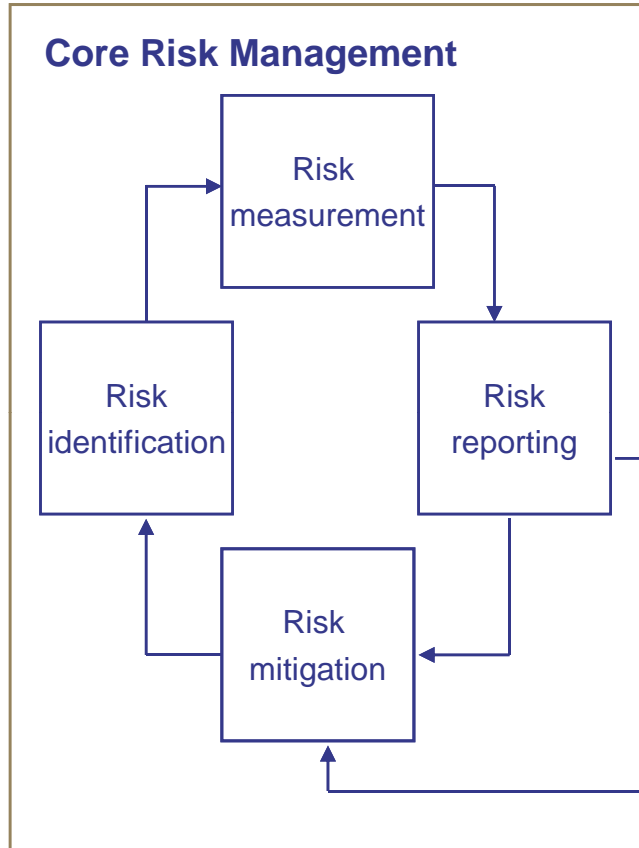 Core Risk Management
Risk
measurement
Risk
identification
Risk
reporting
Risk
mitigation